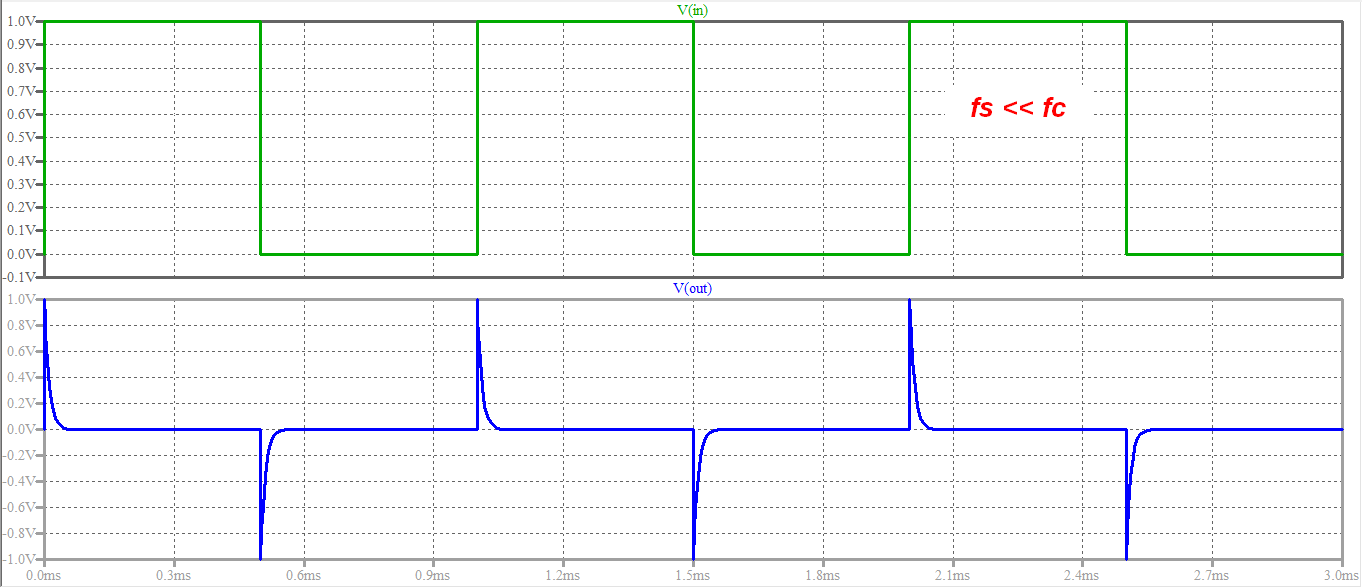 V(in)
1.0V
0.9V
0.8V
0.7V
0.6V
0.5V
0.4V
0.3V
0.2V
0.1V
0.0V
-0.1V
fs << fc
V(out)
1.0V
0.8V
0.6V
0.4V
0.2V
0.0V
-0.2V
-0.4V
-0.6V
-0.8V
-1.0V
0.0ms 0.3ms 0.6ms 0.9ms 1.2ms 1.5ms 1.8ms 2.1ms 2.4ms 2.7ms 3.0ms